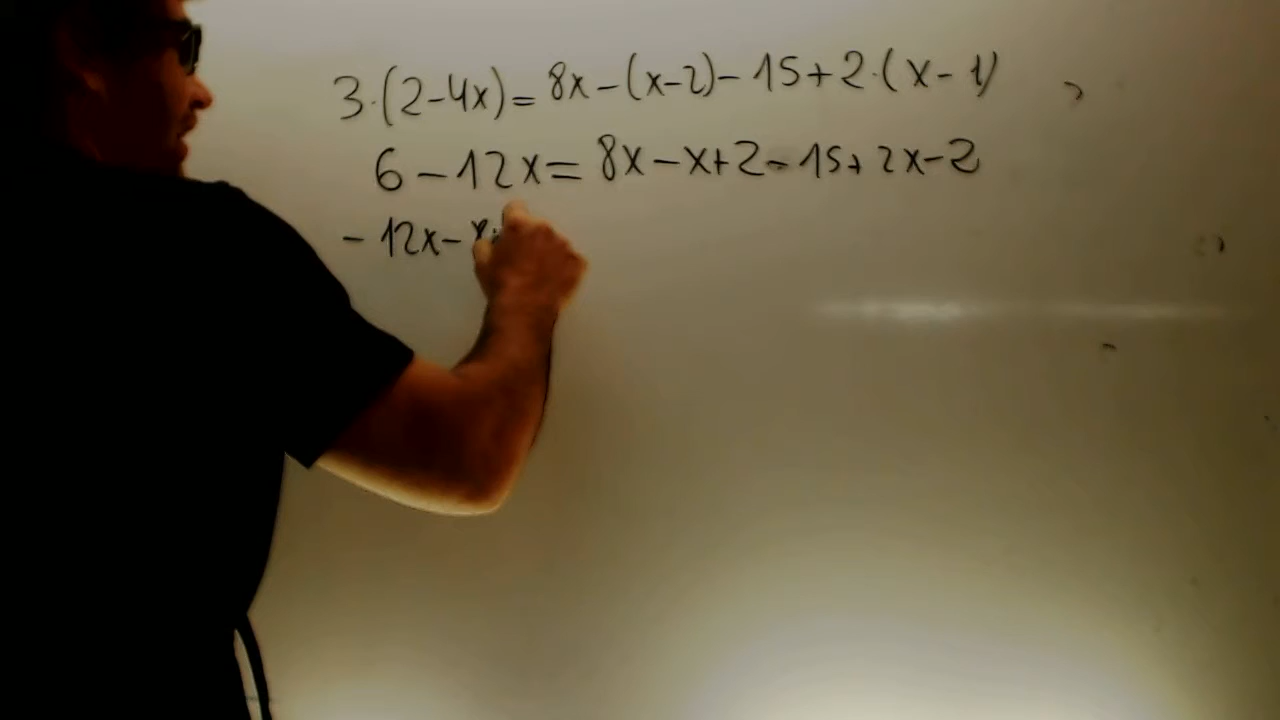 3·(2-4x)= 8x-(x-2)-15+2·(x-1)
6-12x= 8x-x+2-15+2x-2
-12x-